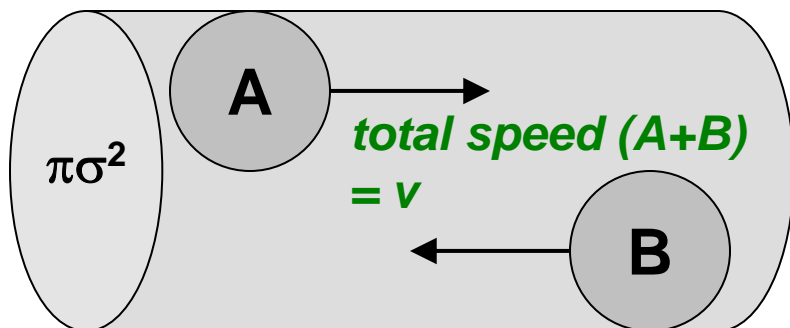 A
total speed (A+B)
= v
πσ²
B